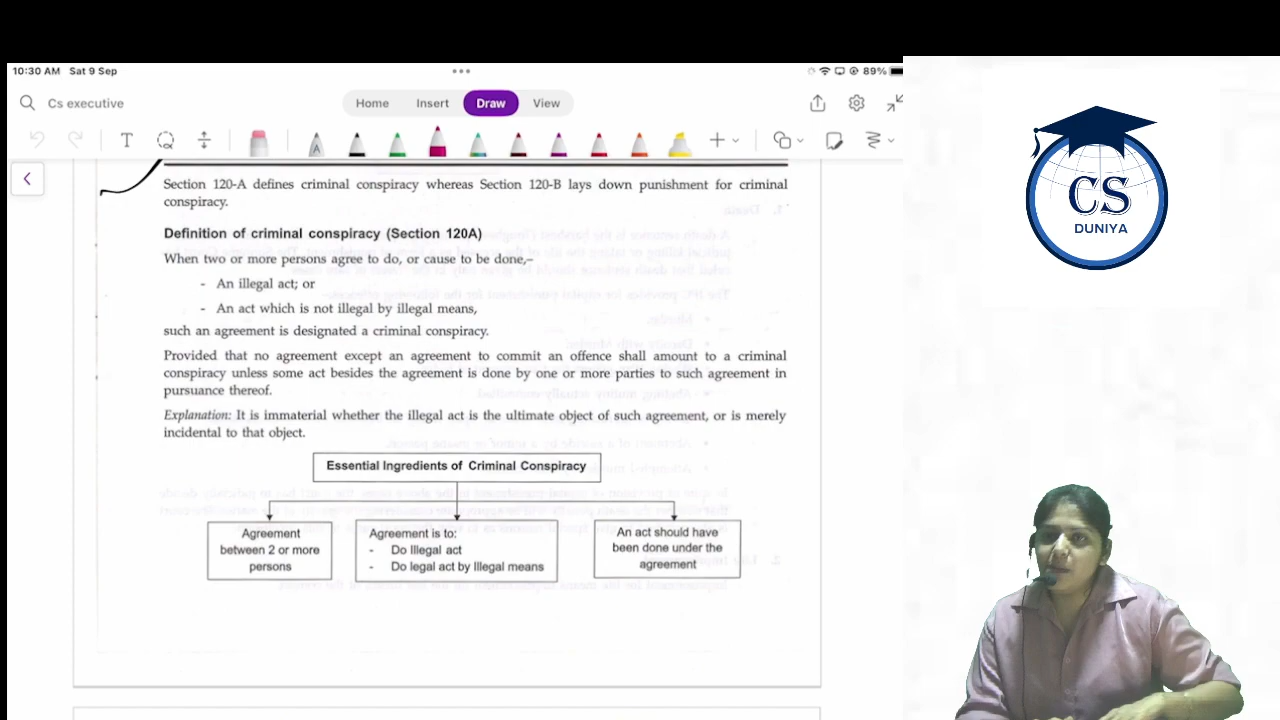 10:30 AM Sat 9 Sep
89%
Cs executive
Home Insert Draw View
T
A
Section 120-A defines criminal conspiracy whereas Section 120-B lays down punishment for criminal
conspiracy.
Definition of criminal conspiracy (Section 120A)
When two or more persons agree to do, or cause to be done,–
- An illegal act; or
- An act which is not illegal by illegal means,
such an agreement is designated a criminal conspiracy.
Provided that no agreement except an agreement to commit an offence shall amount to a criminal
conspiracy unless some act besides the agreement is done by one or more parties to such agreement in
pursuance thereof.
Explanation: It is immaterial whether the illegal act is the ultimate object of such agreement, or is merely
incidental to that object.
Essential Ingredients of Criminal Conspiracy
Agreement
between 2 or more
persons
Agreement is to:
- Do Illegal act
- Do legal act by Illegal means
An act should have
been done under the
agreement
CS
DUNIYA